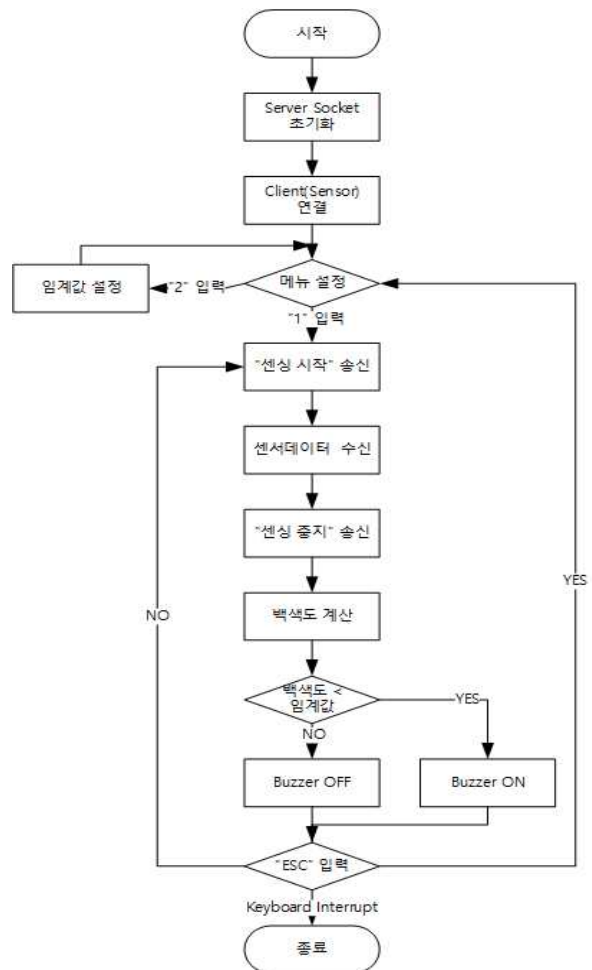 시작
Server Socket
초기화
Client(Sensor)
연결
메뉴 설정
"2" 입력
임계값 설정
"1" 입력
"센싱 시작" 송신
센서데이터 수신
"센싱 중지" 송신
백색도 계산
백색도 <
임계값
YES
NO
Buzzer OFF
Buzzer ON
"ESC" 입력
NO
YES
Keyboard Interrupt
종료